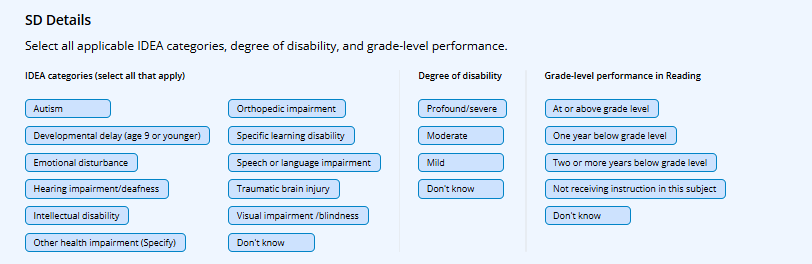 SD Details
Select all applicable IDEA categories, degree of disability, and grade-level performance.
IDEA categories (select all that apply)
Autism
Developmental delay (age 9 or younger)
Emotional disturbance
Hearing impairment/deafness
Intellectual disability
Other health impairment (Specify)
Orthopedic impairment
Specific learning disability
Speech or language impairment
Traumatic brain injury
Visual impairment /blindness
Don't know
Degree of disability
Profound/severe
Moderate
Mild
Don't know
Grade-level performance in Reading
At or above grade level
One year below grade level
Two or more years below grade level
Not receiving instruction in this subject
Don't know